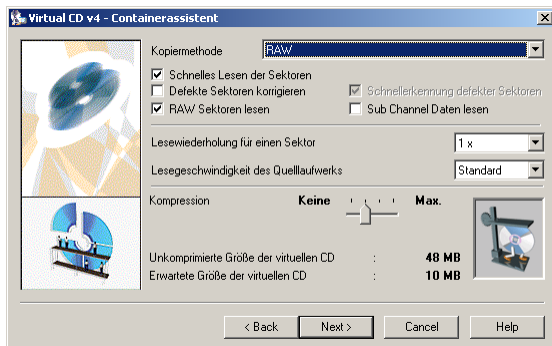 Virtual CD v4 - Containerassistent
Kopiermethode RAW
Schnelles Lesen der Sektoren
Defekte Sektoren korrigieren Schnellerkennung defekter Sektoren
RAW Sektoren lesen Sub Channel Daten lesen
Lesewiederholung für einen Sektor 1 x
Lesegeschwindigkeit des Quelllaufwerks Standard
Kompression Keine Max.
Unkomprimierte Größe der virtuellen CD : 48 MB
Erwartete Größe der virtuellen CD : 10 MB
< Back Next > Cancel Help